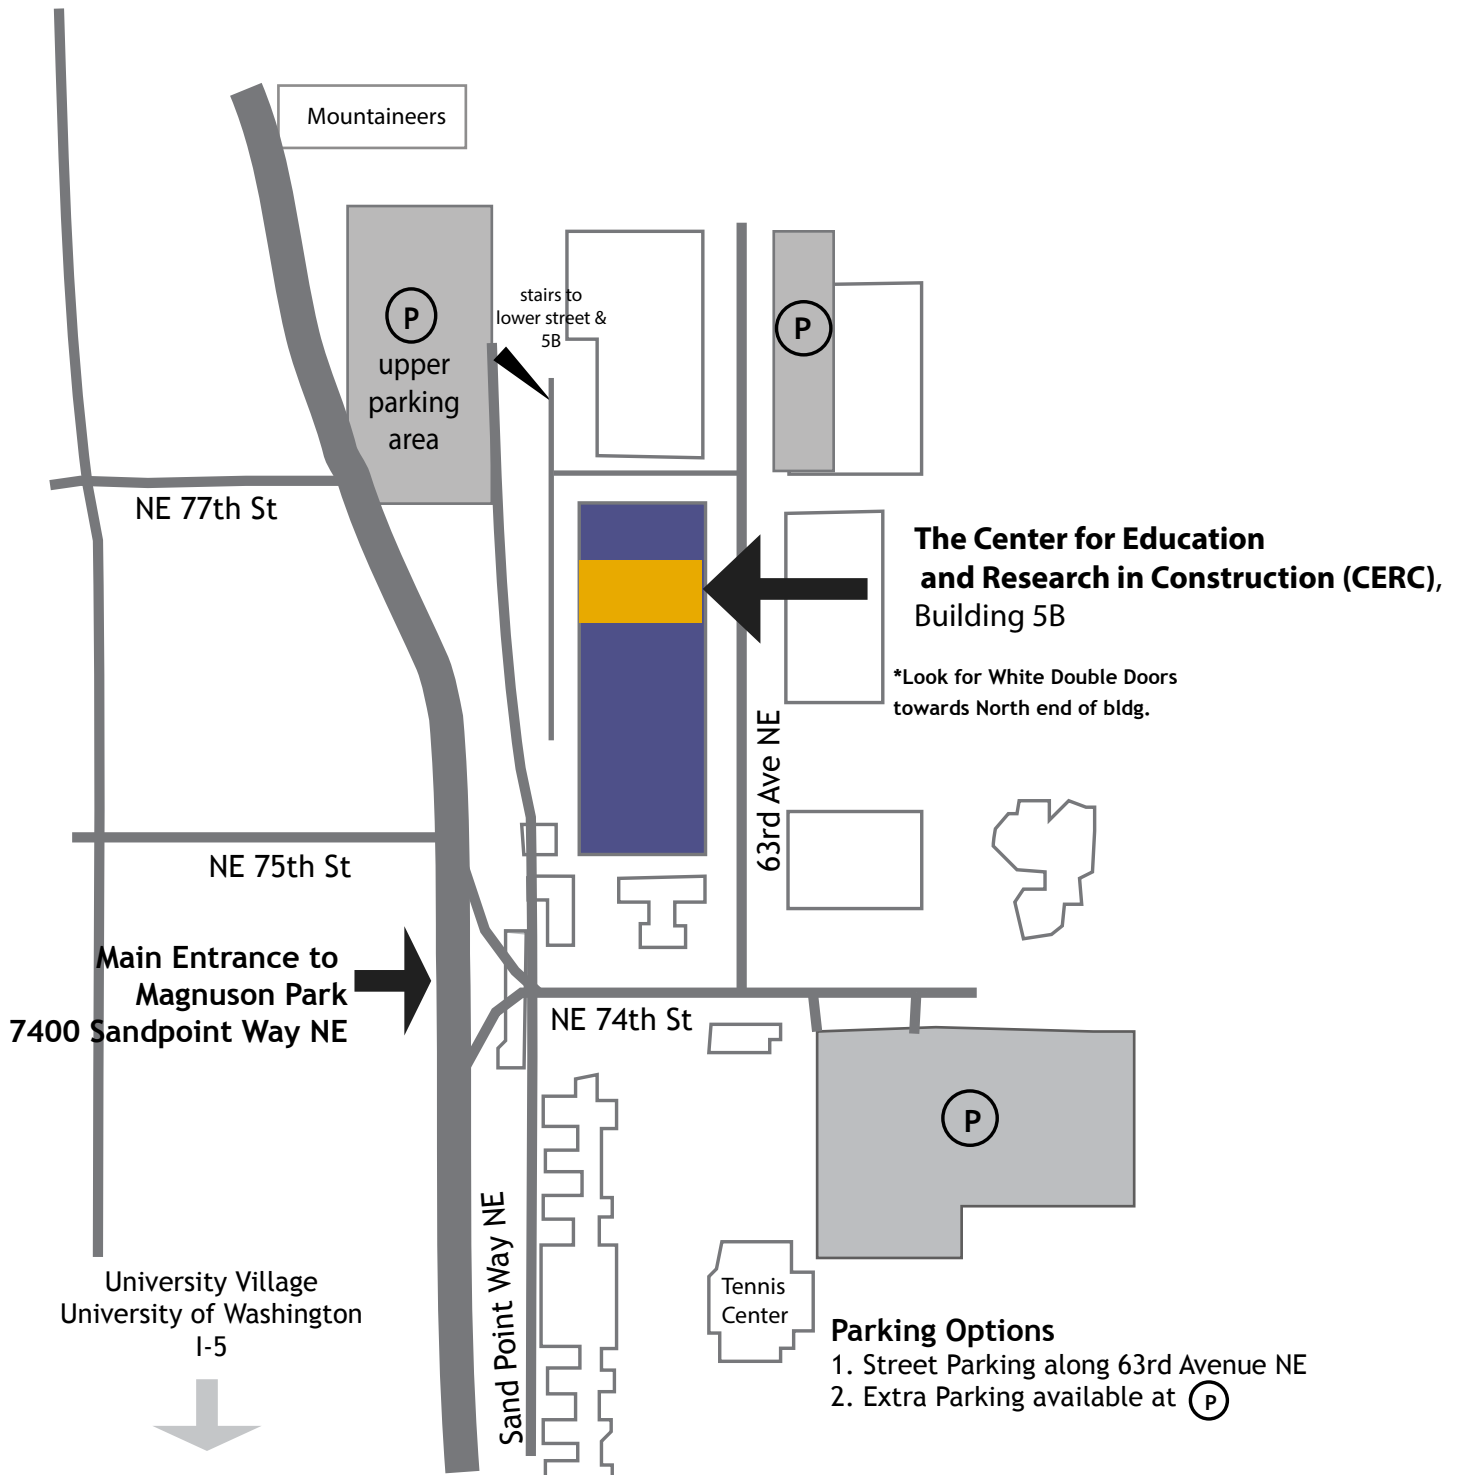 Mountaineers
P
upper
parking
area
stairs to
lower street &
5B
P
NE 77th St
The Center for Education
and Research in Construction (CERC),
Building 5B
*Look for White Double Doors
towards North end of bldg.
63rd Ave NE
NE 75th St
Main Entrance to
Magnuson Park
7400 Sandpoint Way NE
NE 74th St
P
Sand Point Way NE
University Village
University of Washington
I-5
Tennis
Center
Parking Options
1. Street Parking along 63rd Avenue NE
2. Extra Parking available at P